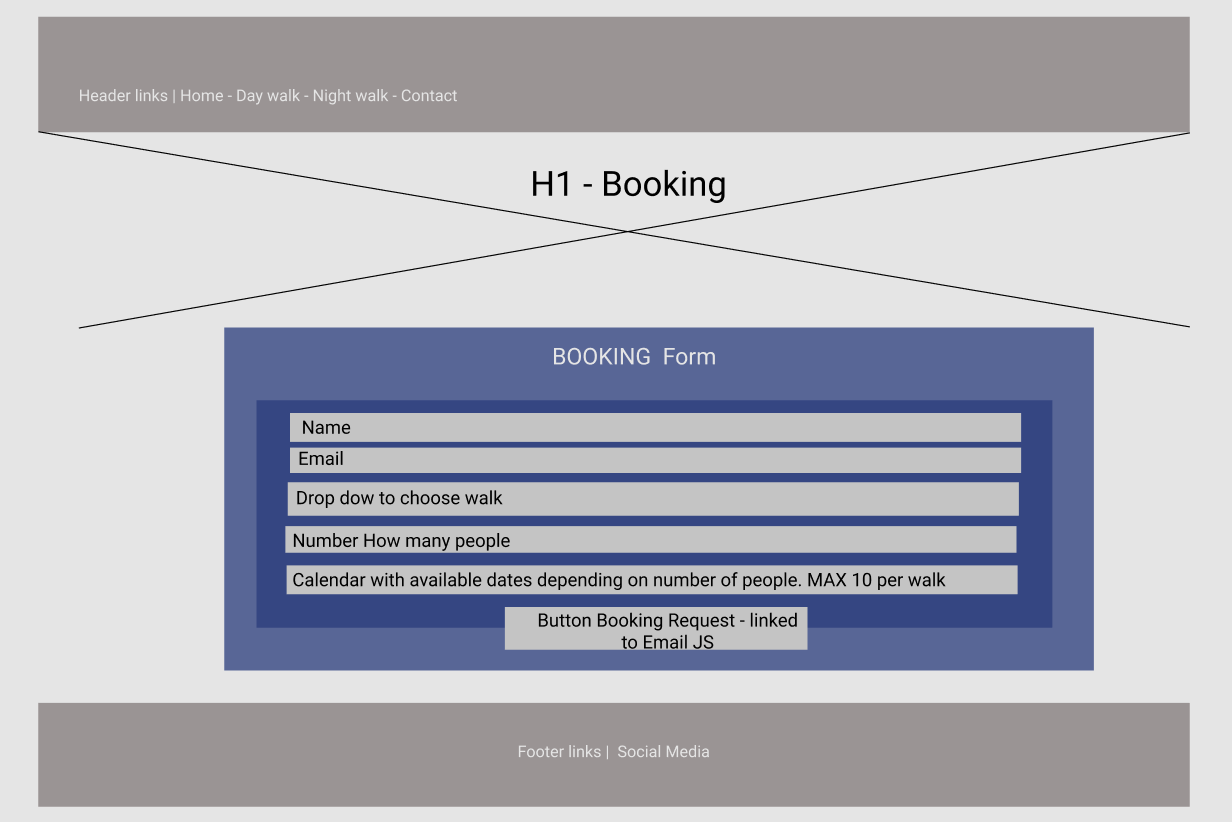 Header links | Home - Day walk - Night walk - Contact
H1 - Booking
BOOKING Form
Name
Email
Drop dow to choose walk
Number How many people
Calendar with available dates depending on number of people. MAX 10 per walk
Button Booking Request - linked
to Email JS
Footer links | Social Media